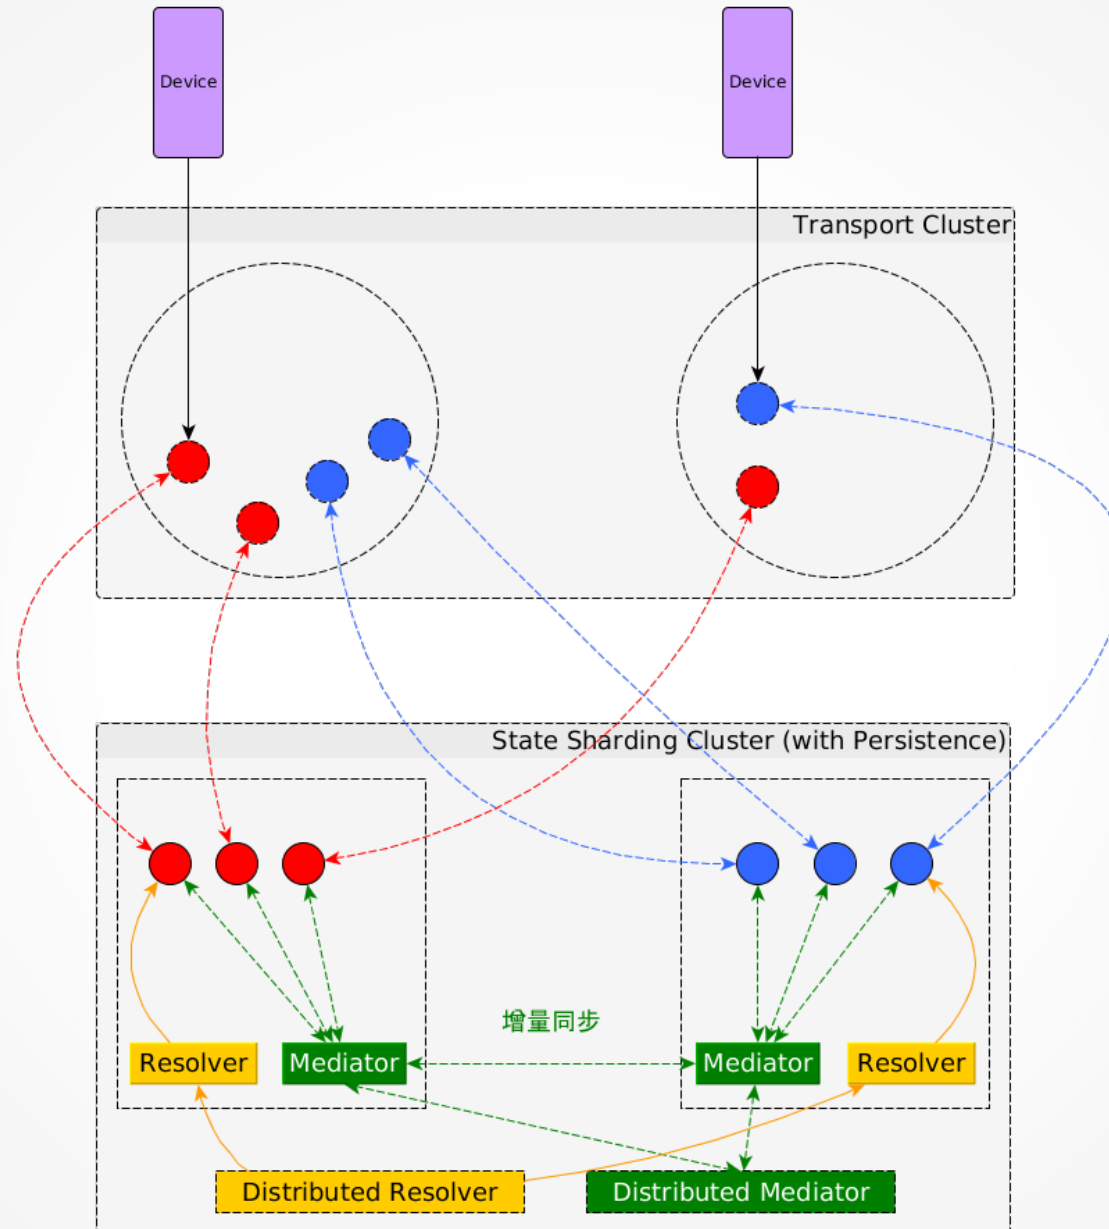 Device
Device
Transport Cluster
State Sharding Cluster (with Persistence)
增量同步
Resolver
Mediator
Mediator
Resolver
Distributed Resolver
Distributed Mediator